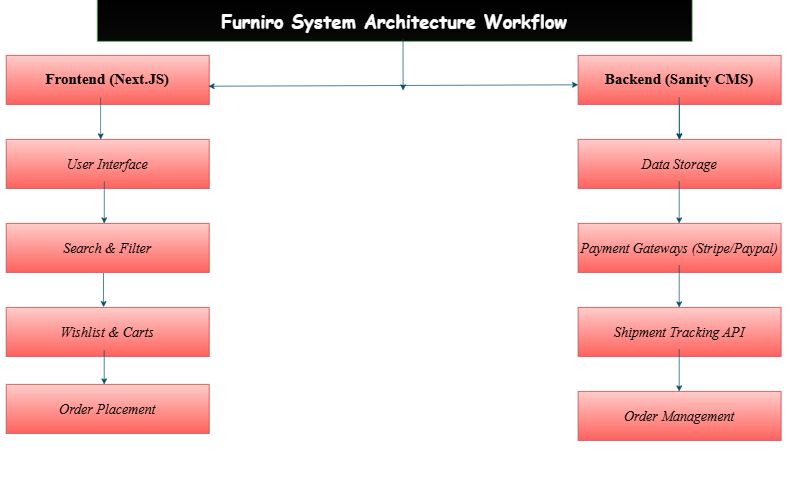 Furniro System Architecture Workflow
Frontend (Next.JS)
User Interface
Search & Filter
Wishlist & Carts
Order Placement
Backend (Sanity CMS)
Data Storage
Payment Gateways (Stripe/Paypal)
Shipment Tracking API
Order Management